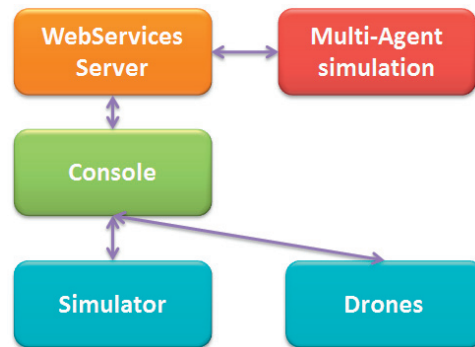 WebServices
Server
Multi-Agent
simulation
Console
Simulator
Drones